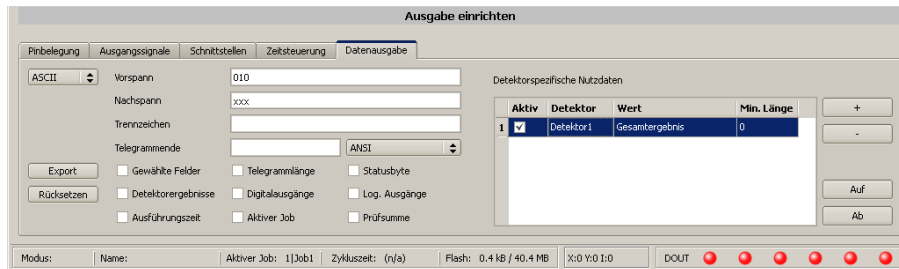 Ausgabe einrichten
Pinbelegung Ausgangssignale Schnittstellen Zeitsteuerung Datenausgabe
ASCII Vorspann 010
Nachspann xxx
Trennzeichen
Telegrammende ANSI
Export Gewählte Felder Telegrammlänge Statusbyte
Rücksetzen Detektorergebnisse Digitalausgänge Log. Ausgänge
Ausführungszeit Aktiver Job Prüfsumme
Detektorspezifische Nutzdaten
Aktiv Detektor Wert Min. Länge
1 Detektor1 Gesamtergebnis 0
+
-
Auf
Ab
Modus: Name: Aktiver Job: 1|Job1 Zykluszeit: (n/a) Flash: 0.4 kB / 40.4 MB X:0 Y:0 I:0 DOUT